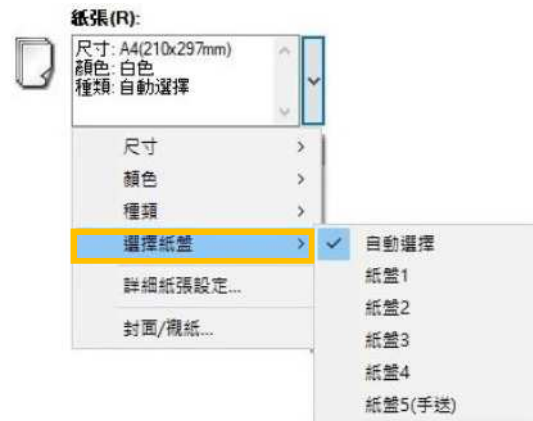 紙張(R):
尺寸: A4(210x297mm)
顏色: 白色
種類: 自動選擇
尺寸
顏色
種類
選擇紙盤
詳細紙張設定...
封面/襯紙...
自動選擇
紙盤1
紙盤2
紙盤3
紙盤4
紙盤5(手送)